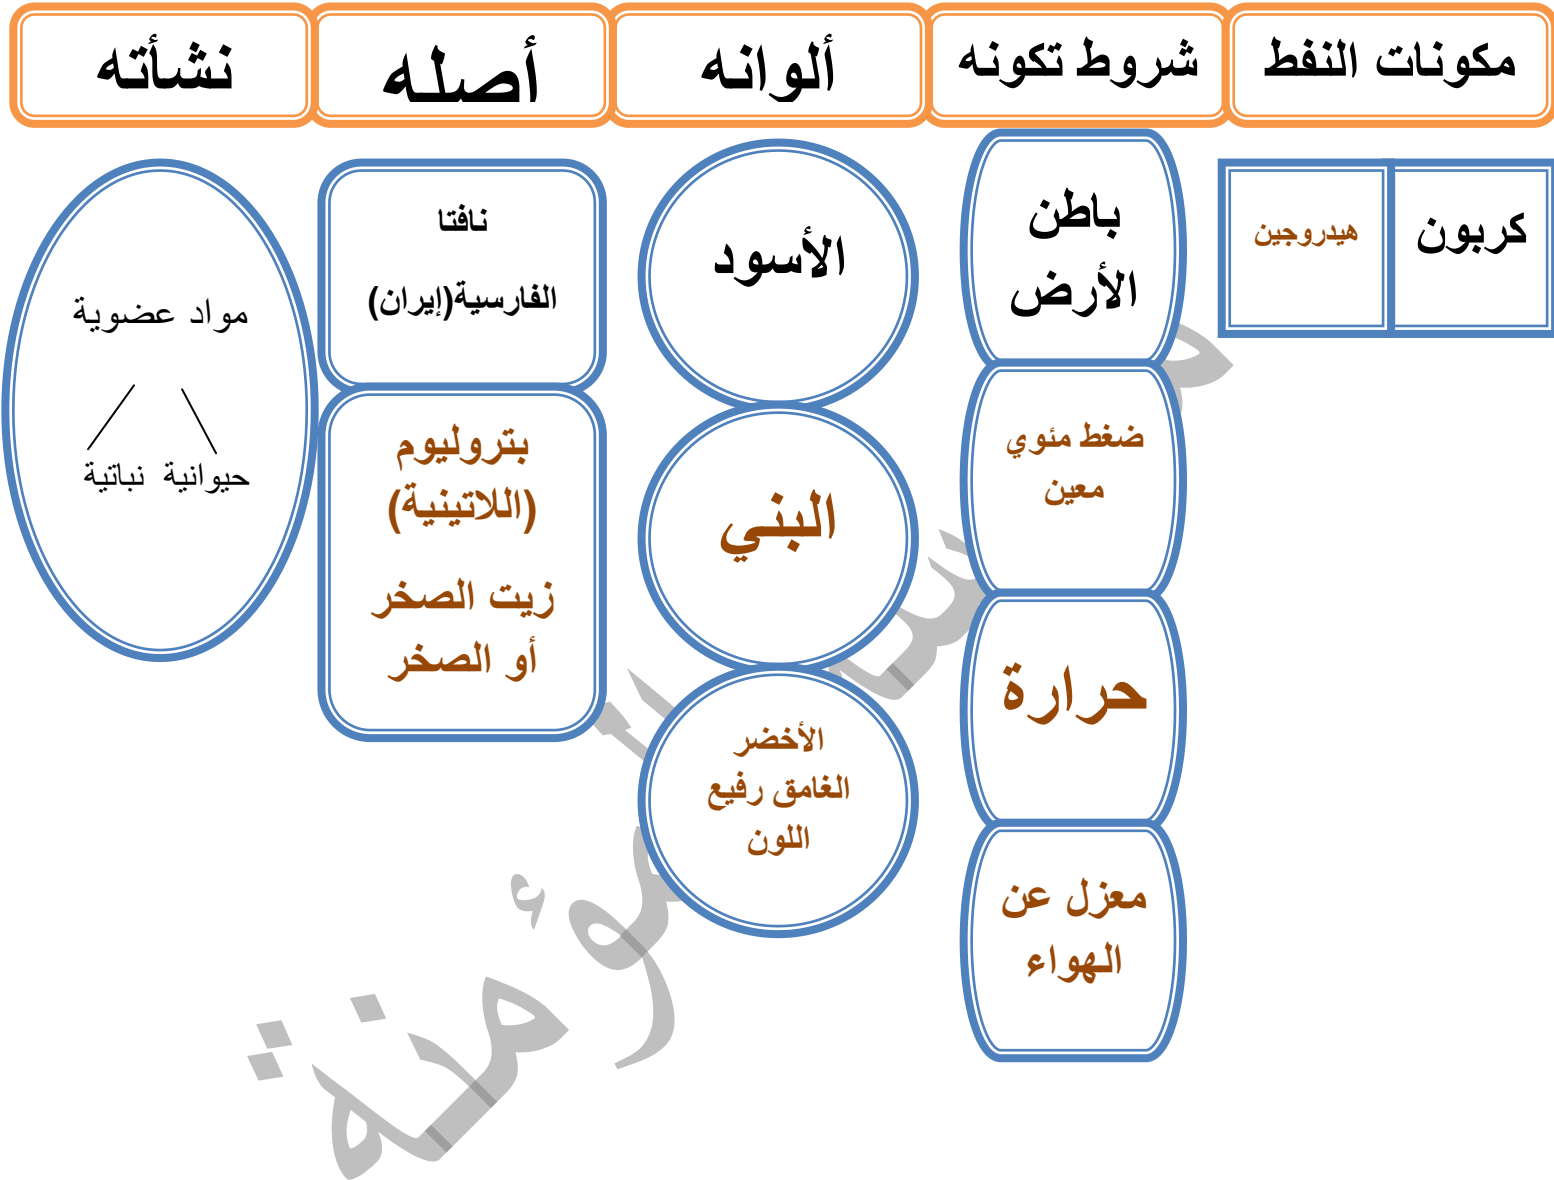 مكونات النفط
شروط تكونه
ألوانه
أصله
نشأته
كربون
هيدروجين
باطن
الأرض
ضغط مئوي
معين
حرارة
معزل عن
الهواء
الأسود
البني
الأخضر
الغامق رفيع
اللون
نافتا
الفارسية(إيران)
بتروليوم
(اللاتينية)
زيت الصخر
أو الصخر
مواد عضوية
حيوانية نباتية